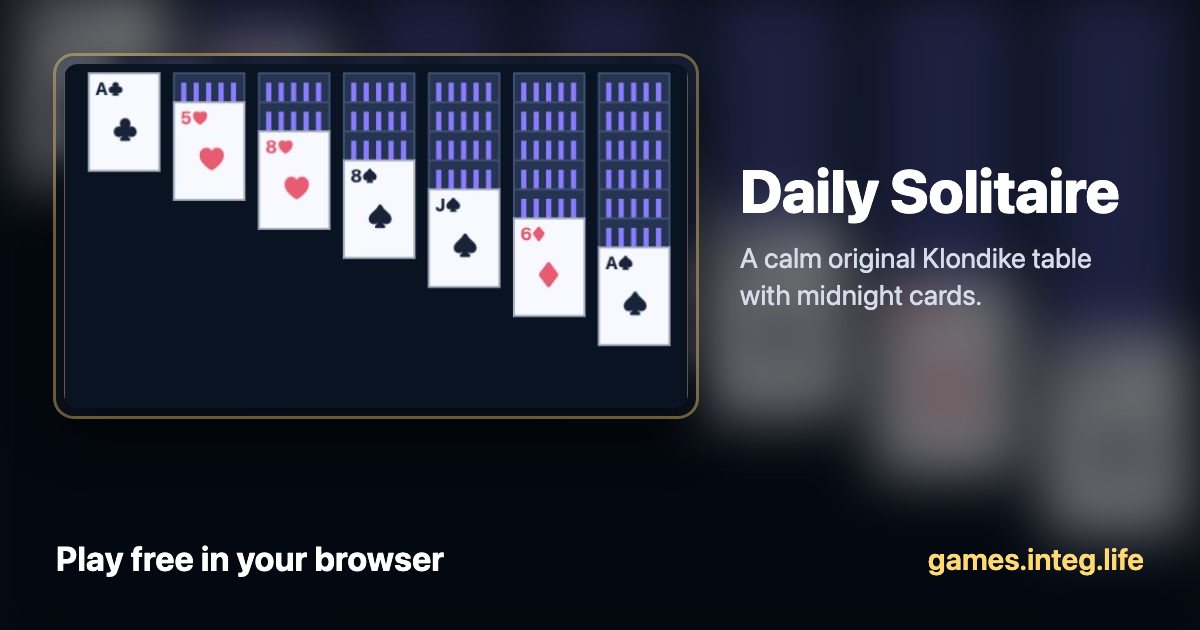 A♣
5♥
8♥
8♠
J♠
6♦
A♠
Daily Solitaire
A calm original Klondike table
with midnight cards.
Play free in your browser
games.integ.life